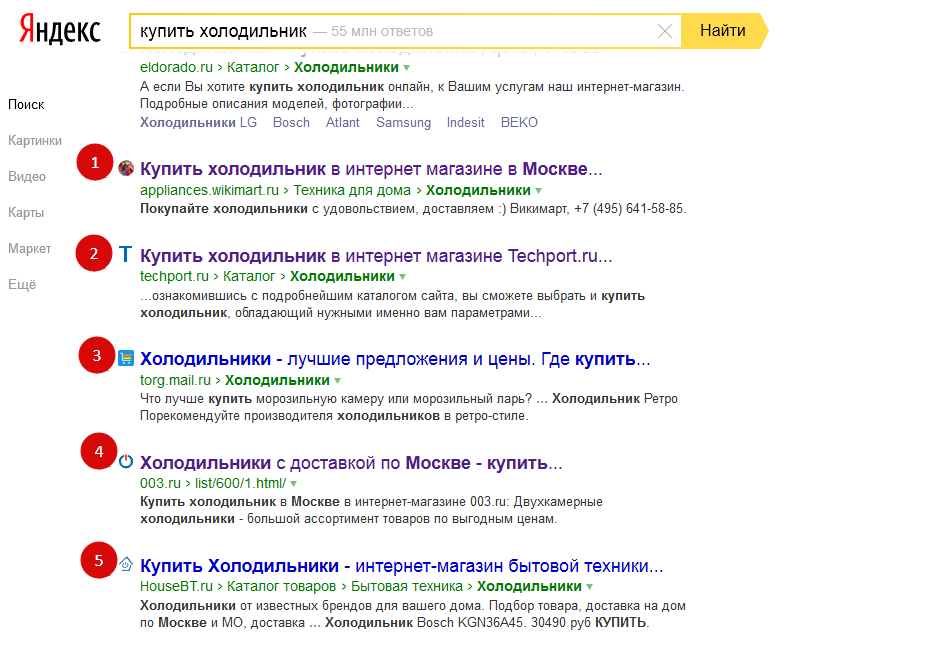 Яндекс
купить холодильник — 55 млн ответов
Найти
eldorado.ru › Каталог › Холодильники
А если Вы хотите купить холодильник онлайн, к Вашим услугам наш интернет-магазин.
Подробные описания моделей, фотографии...
Холодильники LG Bosch Atlant Samsung Indesit BEKO
Поиск
Картинки
Видео
Карты
Маркет
Ещё
1
Купить холодильник в интернет магазине в Москве...
appliances.wikimart.ru › Техника для дома › Холодильники
Покупайте холодильники с удовольствием, доставляем :) Викимарт, +7 (495) 641-58-85.
2
T
Купить холодильник в интернет магазине Techport.ru...
techport.ru › Каталог › Холодильники
...ознакомившись с подробнейшим каталогом сайта, вы сможете выбрать и купить
холодильник, обладающий нужными именно вам параметрами...
3
Холодильники - лучшие предложения и цены. Где купить...
torg.mail.ru › Холодильники
Что лучше купить морозильную камеру или морозильный ларь? ... Холодильник Ретро
Порекомендуйте производителя холодильников в ретро-стиле.
4
Холодильники с доставкой по Москве - купить...
003.ru › list/600/1.html/
Купить холодильник в Москве в интернет-магазине 003.ru: Двухкамерные
холодильники - большой ассортимент товаров по выгодным ценам.
5
Купить Холодильники - интернет-магазин бытовой техники...
HouseBT.ru › Каталог товаров › Бытовая техника › Холодильники
Холодильники от известных брендов для вашего дома. Подбор товара, доставка на дом
по Москве и МО, доставка ... Холодильник Bosch KGN36A45. 30490 руб КУПИТЬ.